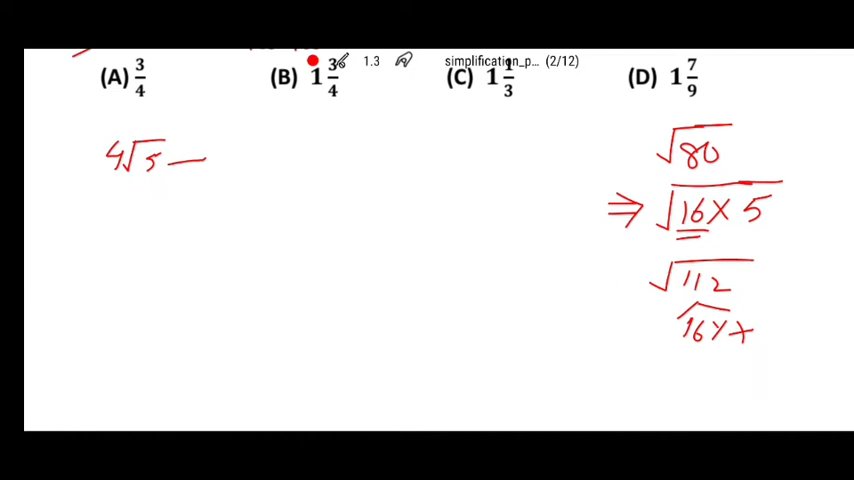 1.3 simplification_p... (2/12)
(A) 3/4 (B) 1 3/4 (C) 1 1/3 (D) 1 7/9
4√5 —
√80
⇒ √16 × 5
√112
16 ×